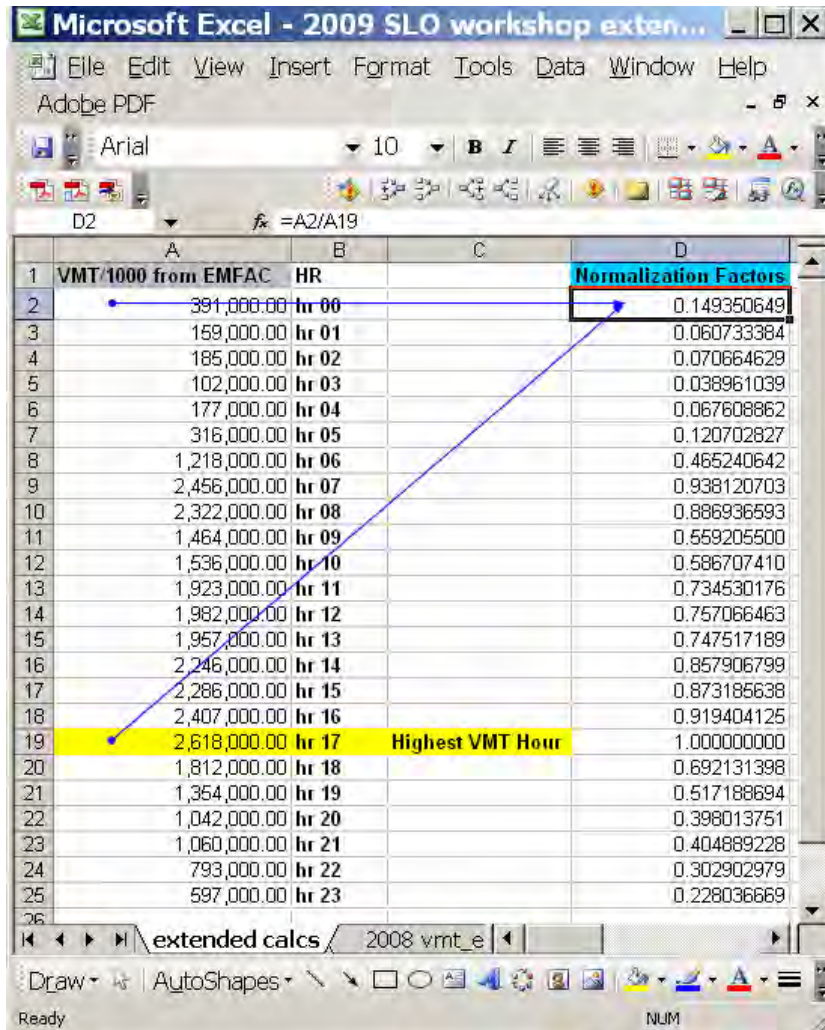 Microsoft Excel - 2009 SLO workshop exten...
File Edit View Insert Format Tools Data Window Help
Adobe PDF
Arial 10 B I A
D2 fx =A2/A19
A B C D
1 VMT/1000 from EMFAC HR Normalization Factors
2 391,000.00 hr 00 0.149350649
3 159,000.00 hr 01 0.060733384
4 185,000.00 hr 02 0.070664629
5 102,000.00 hr 03 0.038961039
6 177,000.00 hr 04 0.067608862
7 316,000.00 hr 05 0.120702827
8 1,218,000.00 hr 06 0.465240642
9 2,456,000.00 hr 07 0.938120703
10 2,322,000.00 hr 08 0.886936593
11 1,464,000.00 hr 09 0.559205500
12 1,536,000.00 hr 10 0.586707410
13 1,923,000.00 hr 11 0.734530176
14 1,982,000.00 hr 12 0.757066463
15 1,957,000.00 hr 13 0.747517189
16 2,246,000.00 hr 14 0.857906799
17 2,286,000.00 hr 15 0.873185638
18 2,407,000.00 hr 16 0.919404125
19 2,618,000.00 hr 17 Highest VMT Hour 1.000000000
20 1,812,000.00 hr 18 0.692131398
21 1,354,000.00 hr 19 0.517188694
22 1,042,000.00 hr 20 0.398013751
23 1,060,000.00 hr 21 0.404889228
24 793,000.00 hr 22 0.302902979
25 597,000.00 hr 23 0.228036669
26
extended calcs 2008 vmt_e
Draw AutoShapes A
Ready NUM